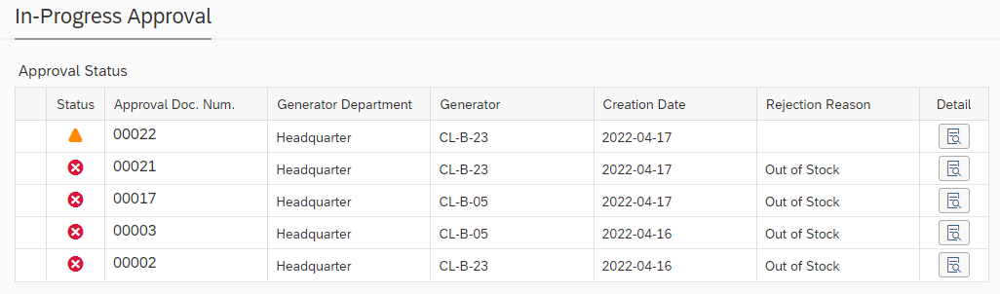 In-Progress Approval
Approval Status
Status Approval Doc. Num. Generator Department Generator Creation Date Rejection Reason Detail
00022 Headquarter CL-B-23 2022-04-17
00021 Headquarter CL-B-23 2022-04-17 Out of Stock
00017 Headquarter CL-B-05 2022-04-17 Out of Stock
00003 Headquarter CL-B-05 2022-04-16 Out of Stock
00002 Headquarter CL-B-23 2022-04-16 Out of Stock